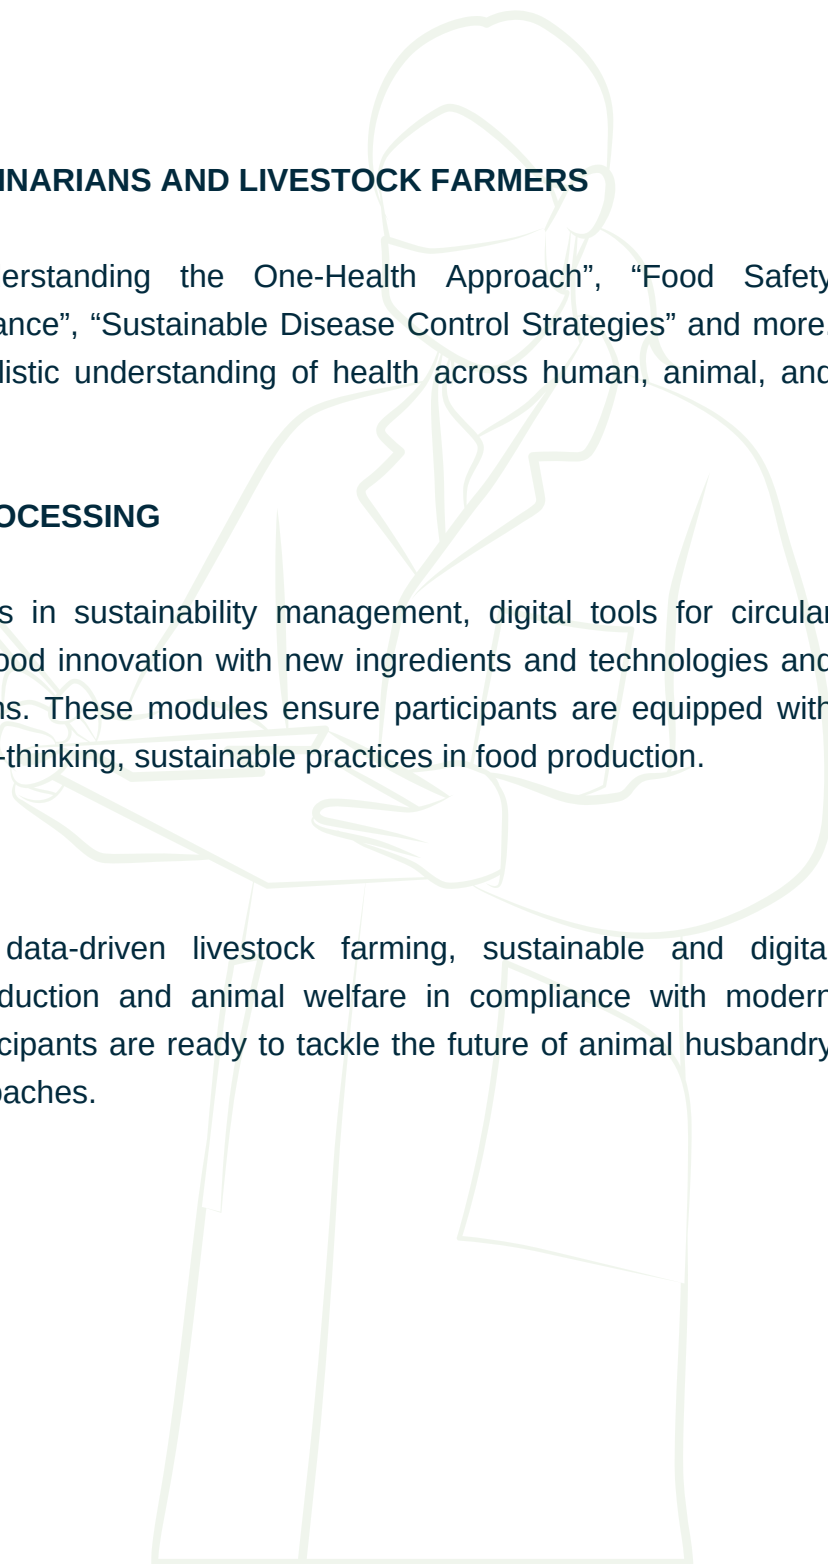 INARIANS AND LIVESTOCK FARMERS
erstanding the One-Health Approach”, “Food Safety
ance”, “Sustainable Disease Control Strategies” and more.
listic understanding of health across human, animal, and
OCESSING
s in sustainability management, digital tools for circular
ood innovation with new ingredients and technologies and
ns. These modules ensure participants are equipped with
-thinking, sustainable practices in food production.
data-driven livestock farming, sustainable and digital
duction and animal welfare in compliance with modern
cipants are ready to tackle the future of animal husbandry
oaches.